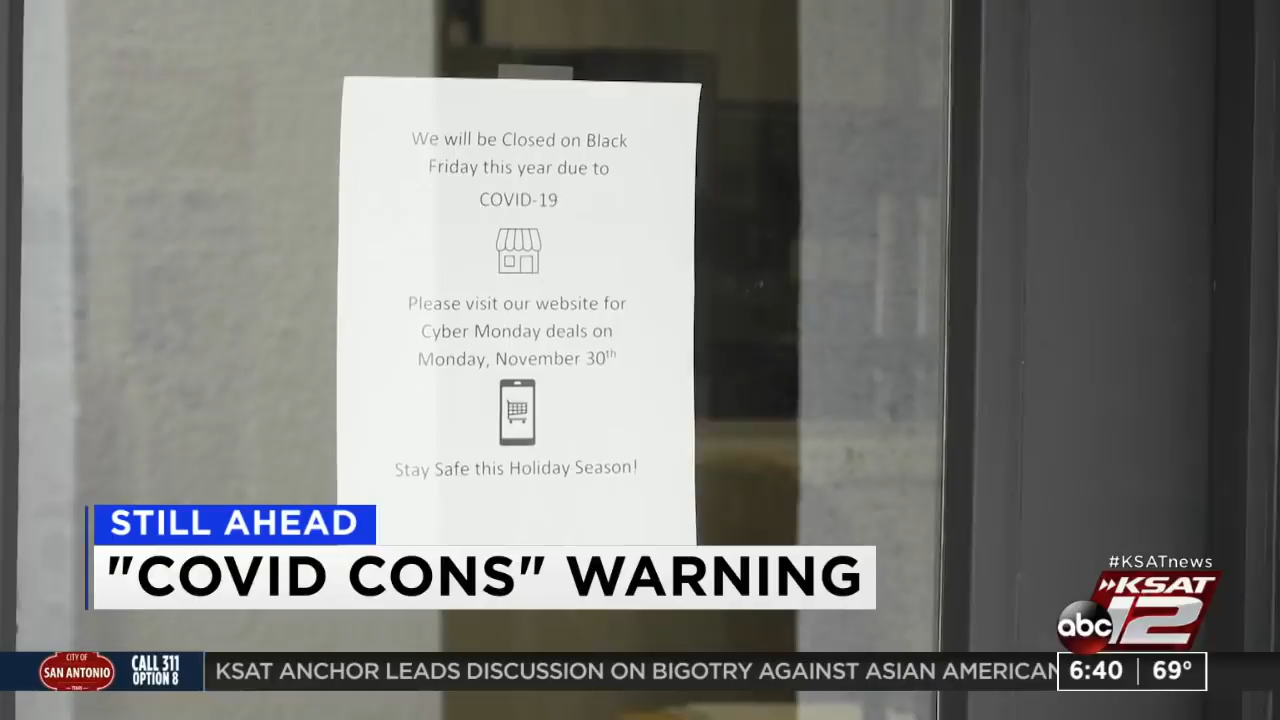 We will be Closed on Black
Friday this year due to
COVID-19
Please visit our website for
Cyber Monday deals on
Monday, November 30th
Stay Safe this Holiday Season!
STILL AHEAD
"COVID CONS" WARNING
#KSATnews
KSAT
abc 12
CITY OF
SAN ANTONIO
TEXAS
CALL 311
OPTION 8
KSAT ANCHOR LEADS DISCUSSION ON BIGOTRY AGAINST ASIAN AMERICAN
6:40 69°